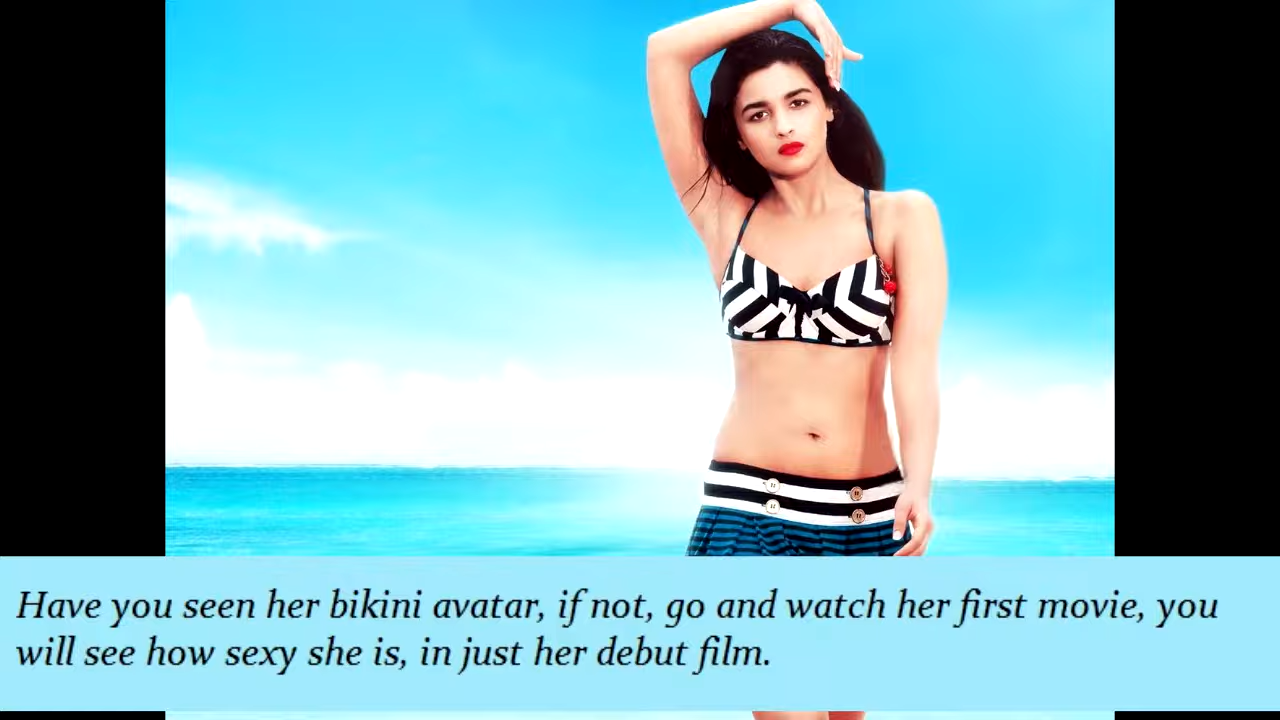 Have you seen her bikini avatar, if not, go and watch her first movie, you
will see how sexy she is, in just her debut film.